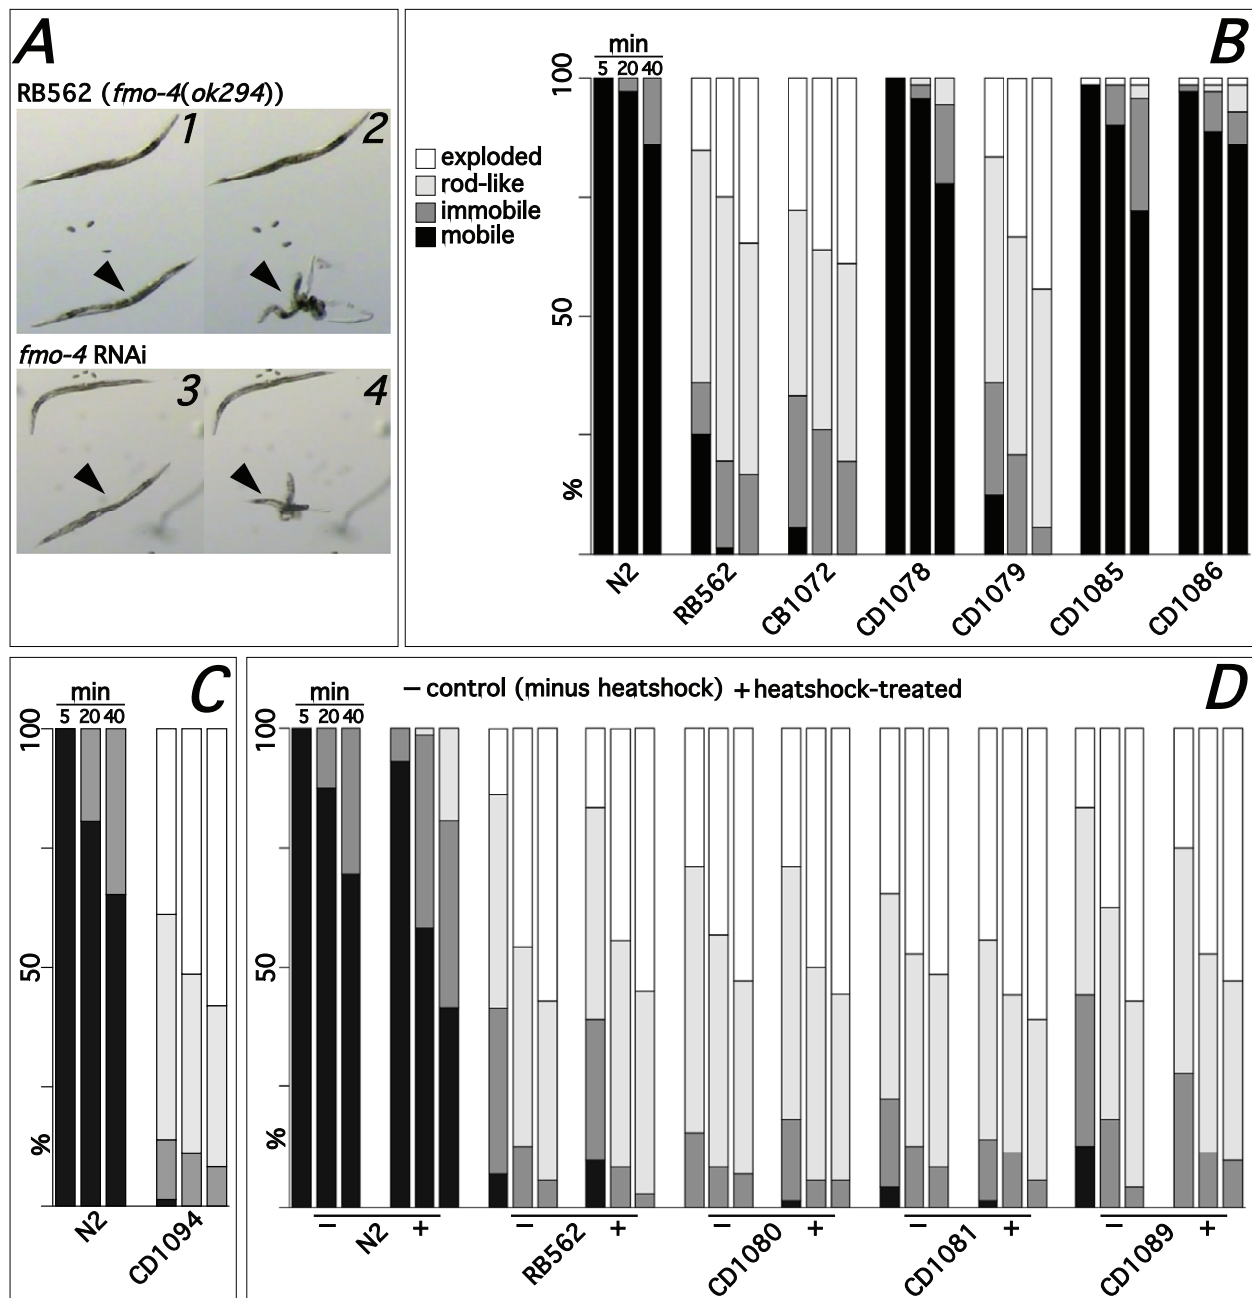 A
RB562 (fmo-4(ok294))
1
2
fmo-4 RNAi
3
4
B
min
5 20 40
100
50
%
exploded
rod-like
immobile
mobile
N2
RB562
CB1072
CD1078
CD1079
CD1085
CD1086
C
min
5 20 40
100
50
%
N2
CD1094
D
− control (minus heatshock) + heatshock-treated
min
5 20 40
100
50
%
− N2 +
− RB562 +
− CD1080 +
− CD1081 +
− CD1089 +